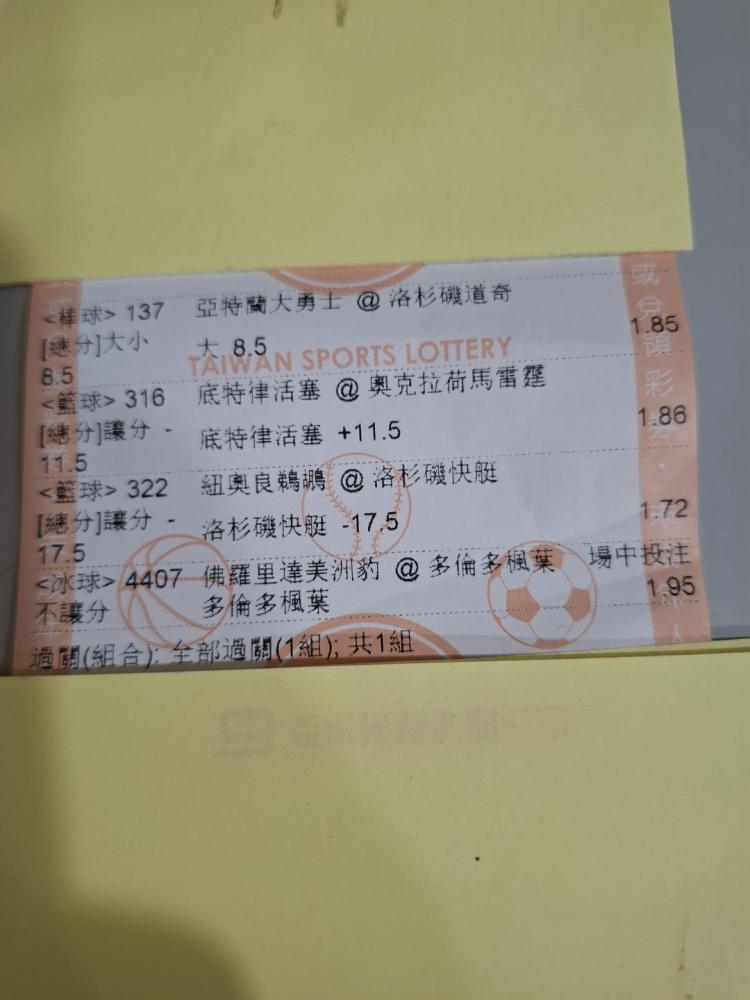 <棒球> 137 亞特蘭大勇士 @ 洛杉磯道奇
[總分]大小 大 8.5 1.85
8.5
TAIWAN SPORTS LOTTERY
<籃球> 316 底特律活塞 @ 奧克拉荷馬雷霆
[總分]讓分 - 底特律活塞 +11.5 1.86
11.5
<籃球> 322 紐奧良鵜鶘 @ 洛杉磯快艇
[總分]讓分 - 洛杉磯快艇 -17.5 1.72
17.5
<冰球> 4407 佛羅里達美洲豹 @ 多倫多楓葉 場中投注
不讓分 多倫多楓葉 1.95
過關(組合): 全部過關(1組); 共1組
或兌領彩券